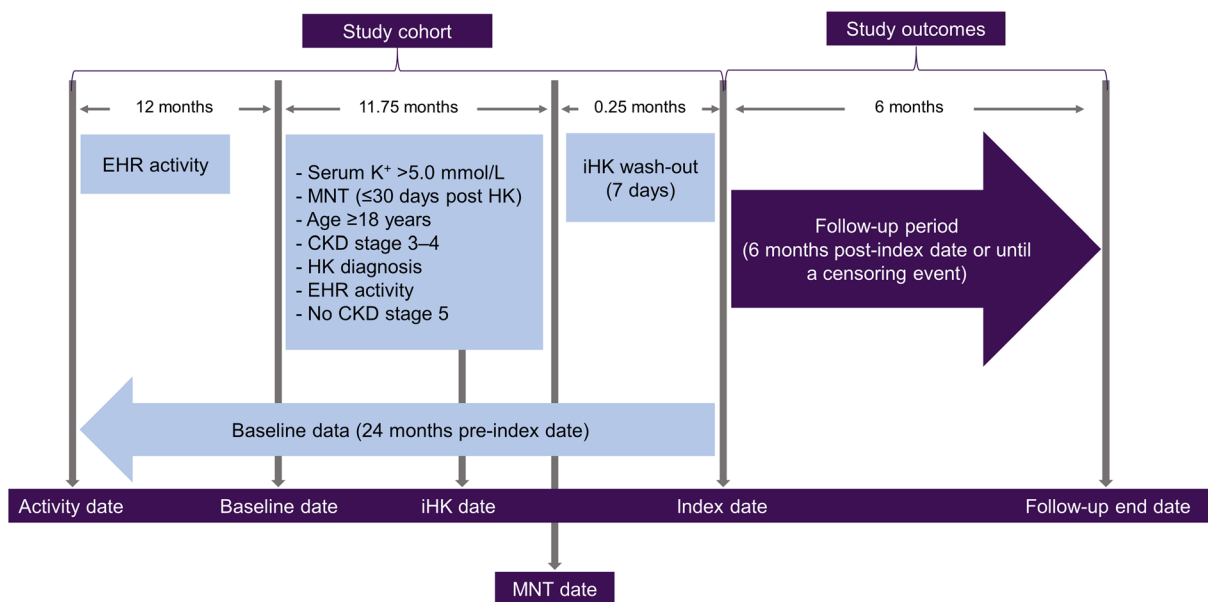 Study cohort
Study outcomes
12 months
11.75 months
0.25 months
6 months
EHR activity
- Serum K⁺ >5.0 mmol/L
- MNT (≤30 days post HK)
- Age ≥18 years
- CKD stage 3–4
- HK diagnosis
- EHR activity
- No CKD stage 5
iHK wash-out
(7 days)
Follow-up period
(6 months post-index date or until
a censoring event)
Baseline data (24 months pre-index date)
Activity date
Baseline date
iHK date
Index date
Follow-up end date
MNT date